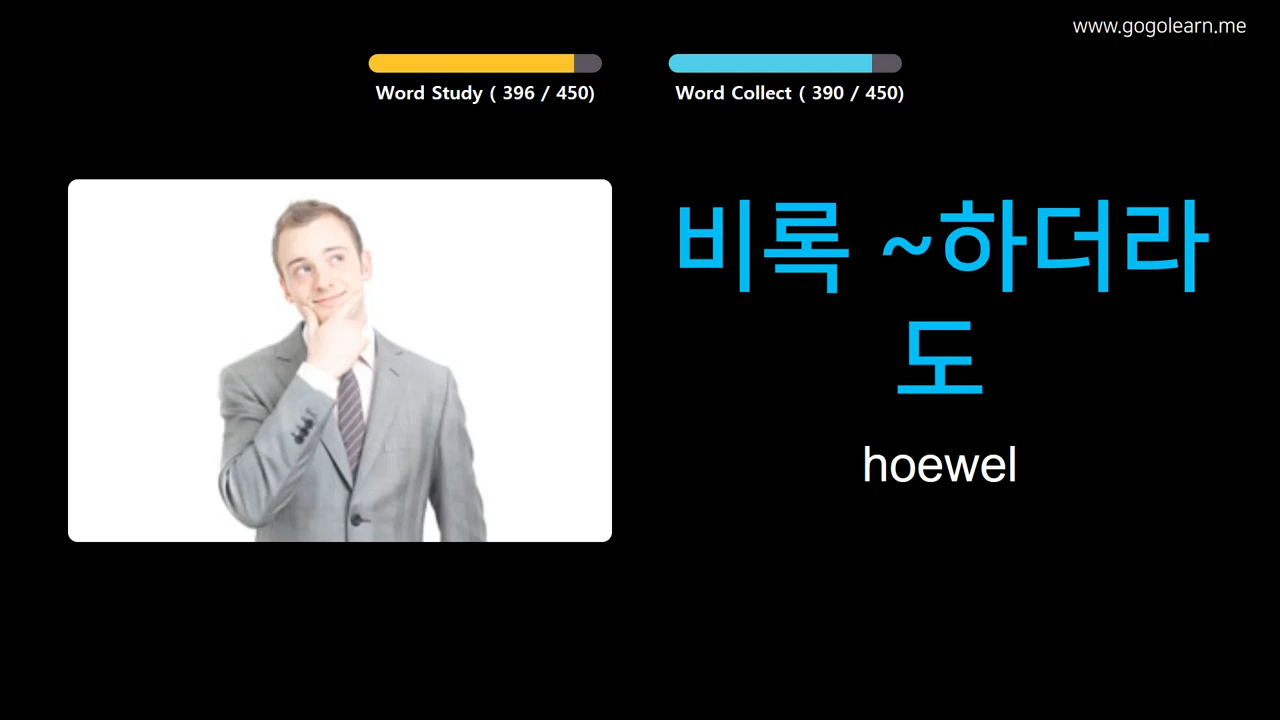 www.gogolearn.me
Word Study ( 396 / 450)
Word Collect ( 390 / 450)
비록 ~하더라
도
hoewel